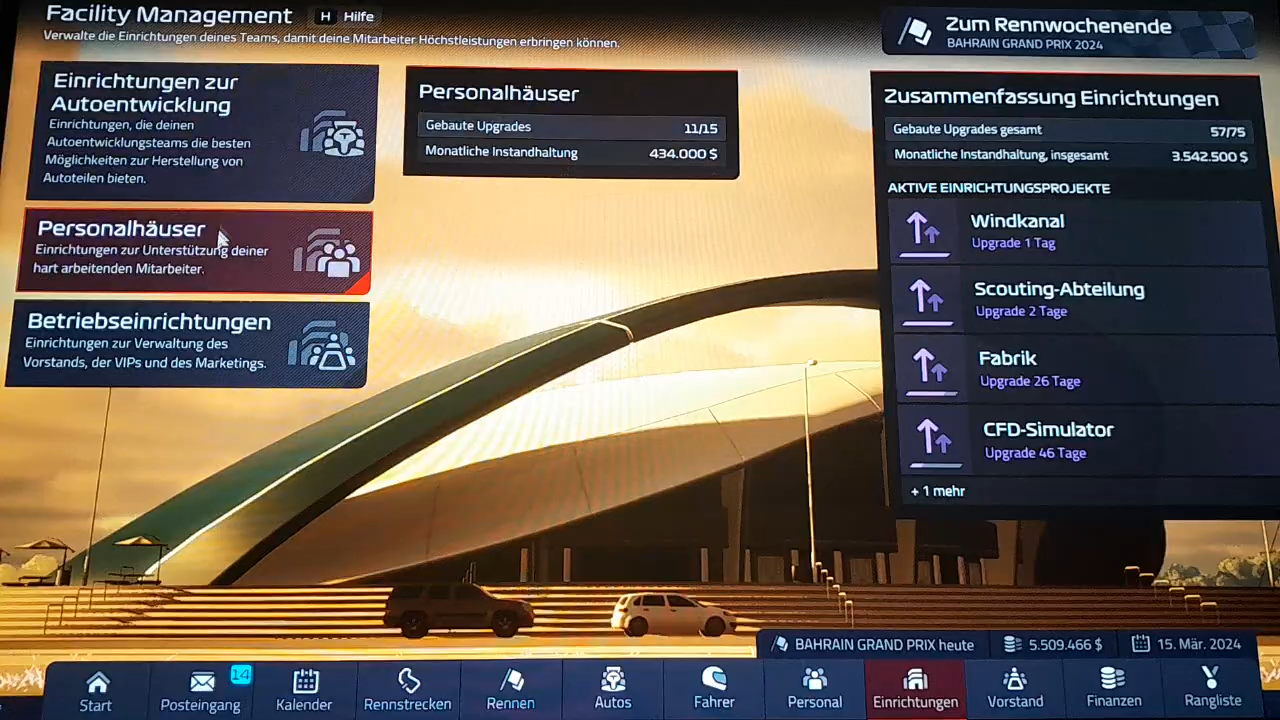 Facility Management
H Hilfe
Verwalte die Einrichtungen deines Teams, damit deine Mitarbeiter Höchstleistungen erbringen können.
Zum Rennwochenende
BAHRAIN GRAND PRIX 2024
Einrichtungen zur
Autoentwicklung
Einrichtungen, die deinen
Autoentwicklungsteams die besten
Möglichkeiten zur Herstellung von
Autoteilen bieten.
Personalhäuser
Einrichtungen zur Unterstützung deiner
hart arbeitenden Mitarbeiter.
Betriebseinrichtungen
Einrichtungen zur Verwaltung des
Vorstands, der VIPs und des Marketings.
Personalhäuser
Gebaute Upgrades 11/15
Monatliche Instandhaltung 434.000 $
Zusammenfassung Einrichtungen
Gebaute Upgrades gesamt 57/75
Monatliche Instandhaltung, insgesamt 3.542.500 $
AKTIVE EINRICHTUNGSPROJEKTE
Windkanal
Upgrade 1 Tag
Scouting-Abteilung
Upgrade 2 Tage
Fabrik
Upgrade 26 Tage
CFD-Simulator
Upgrade 46 Tage
+ 1 mehr
BAHRAIN GRAND PRIX heute 5.509.466 $ 15. Mär. 2024
14
Start Posteingang Kalender Rennstrecken Rennen Autos Fahrer Personal Einrichtungen Vorstand Finanzen Rangliste